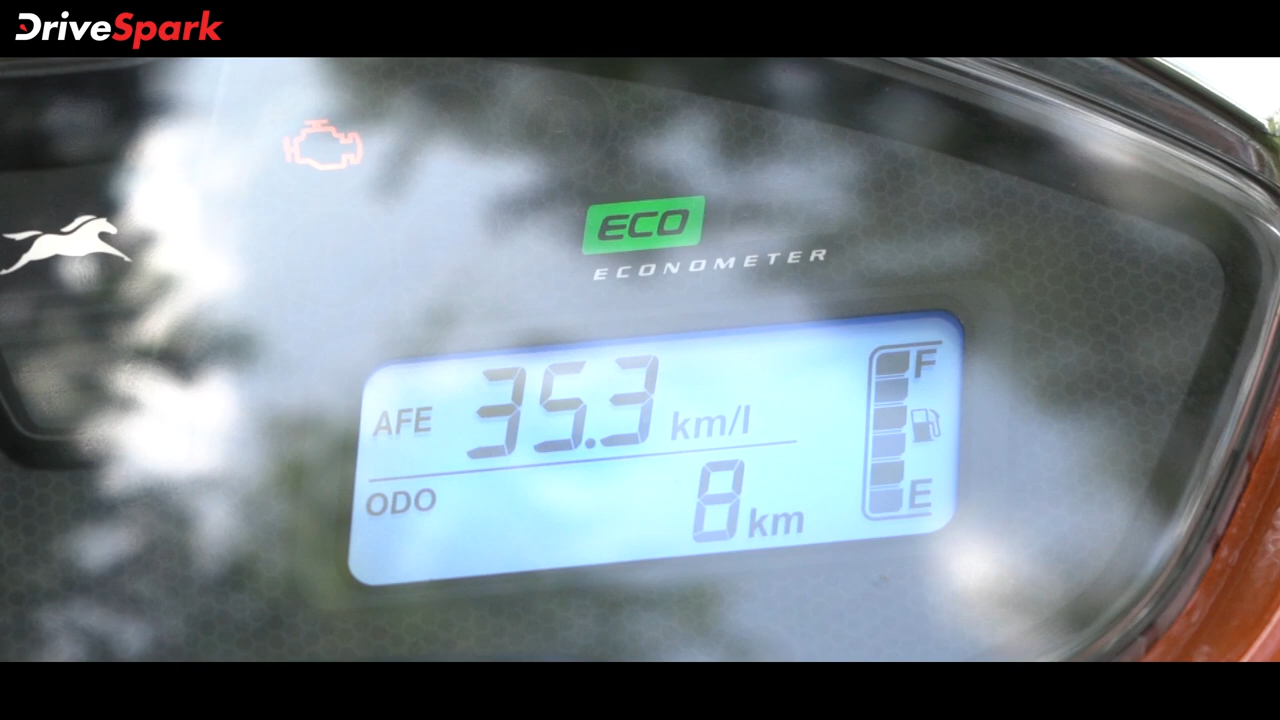 DriveSpark
ECO
ECONOMETER
AFE 35.3 km/l
F
ODO 8 km
E